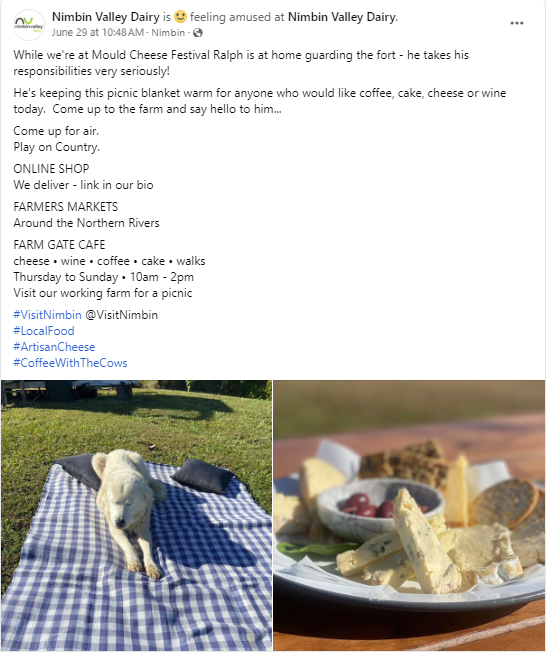 Nimbin Valley Dairy is feeling amused at Nimbin Valley Dairy.
June 29 at 10:48 AM · Nimbin ·
nimbin valley
While we're at Mould Cheese Festival Ralph is at home guarding the fort - he takes his
responsibilities very seriously!
He's keeping this picnic blanket warm for anyone who would like coffee, cake, cheese or wine
today. Come up to the farm and say hello to him...
Come up for air.
Play on Country.
ONLINE SHOP
We deliver - link in our bio
FARMERS MARKETS
Around the Northern Rivers
FARM GATE CAFE
cheese • wine • coffee • cake • walks
Thursday to Sunday • 10am - 2pm
Visit our working farm for a picnic
#VisitNimbin @VisitNimbin
#LocalFood
#ArtisanCheese
#CoffeeWithTheCows